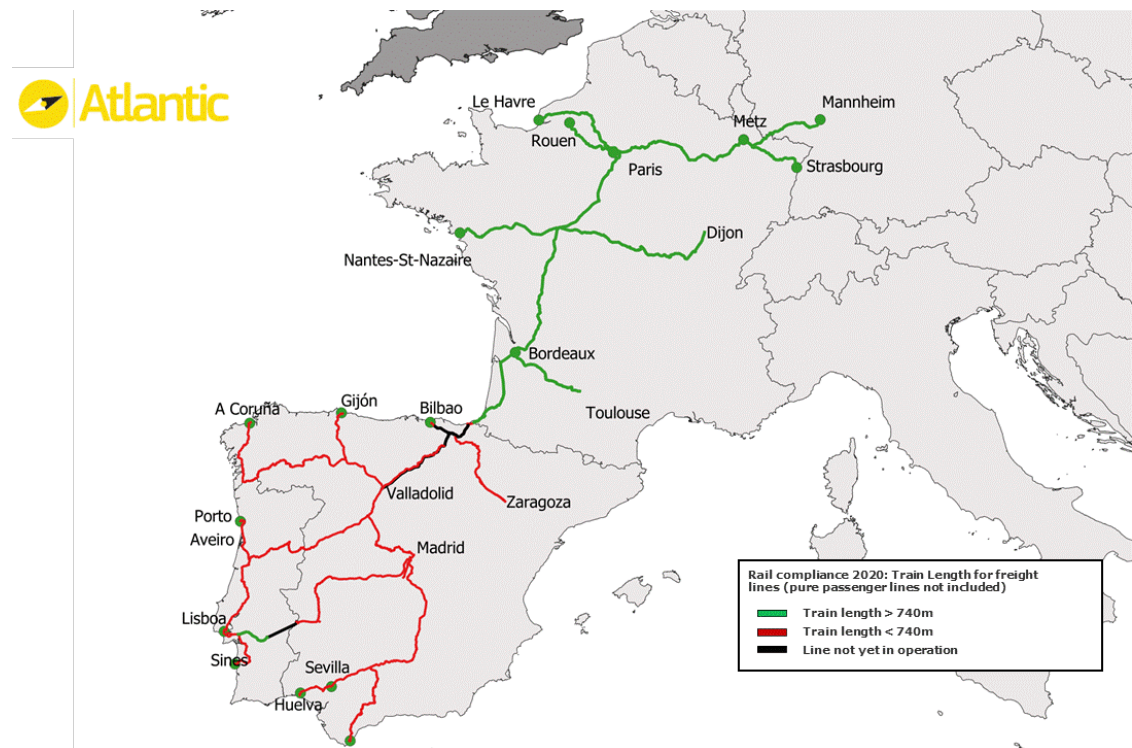 Atlantic
Le Havre
Mannheim
Rouen
Metz
Paris
Strasbourg
Dijon
Nantes-St-Nazaire
Bordeaux
Toulouse
A Coruña
Gijón
Bilbao
Valladolid
Zaragoza
Porto
Aveiro
Madrid
Lisboa
Sines
Sevilla
Huelva
Rail compliance 2020: Train Length for freight
lines (pure passenger lines not included)
Train length > 740m
Train length < 740m
Line not yet in operation